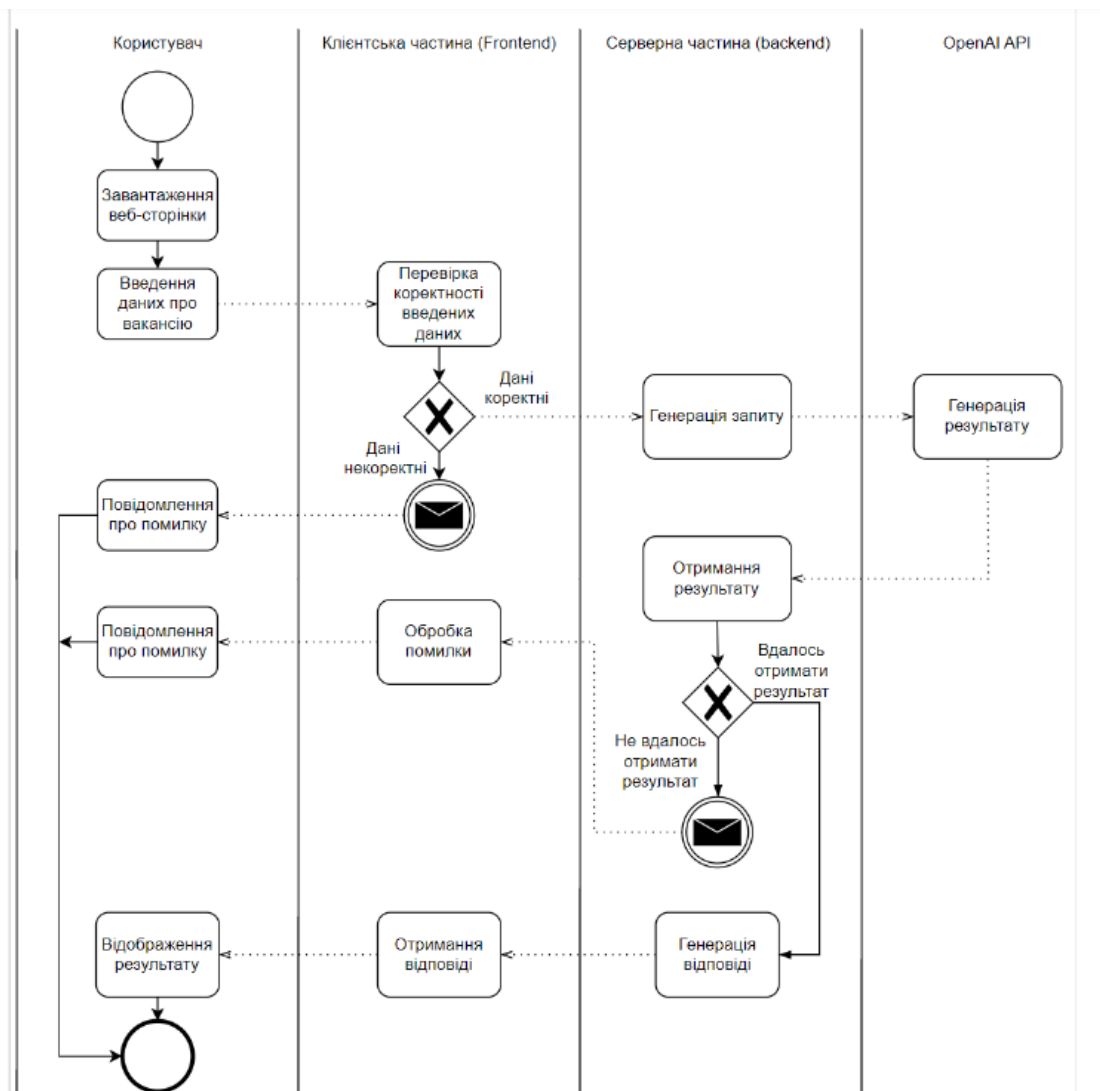 Користувач
Клієнтська частина (Frontend)
Серверна частина (backend)
OpenAI API
Завантаження
веб-сторінки
Введення
даних про
вакансію
Перевірка
коректності
введених
даних
Дані
коректні
Генерація запиту
Генерація
результату
Дані
некоректні
Повідомлення
про помилку
Отримання
результату
Повідомлення
про помилку
Обробка
помилки
Вдалось
отримати
результат
Не вдалось
отримати
результат
Відображення
результату
Отримання
відповіді
Генерація
відповіді